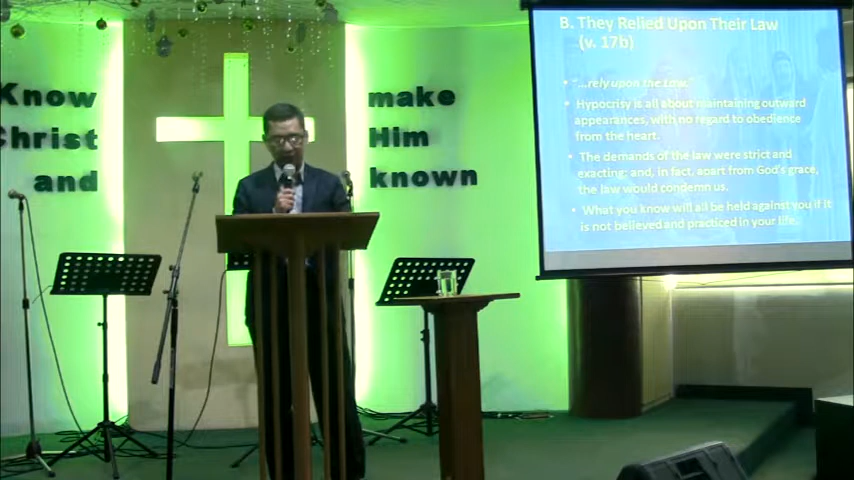 Know
Christ
and
make
Him
known
B. They Relied Upon Their Law
(v. 17b)
• "...rely upon the Law"
• Hypocrisy is all about maintaining outward
appearances, with no regard to obedience
from the heart.
• The demands of the law were strict and
exacting; and, in fact, apart from God's grace,
the law would condemn us.
• What you know will be held against you if it
is not believed and practiced in your life.